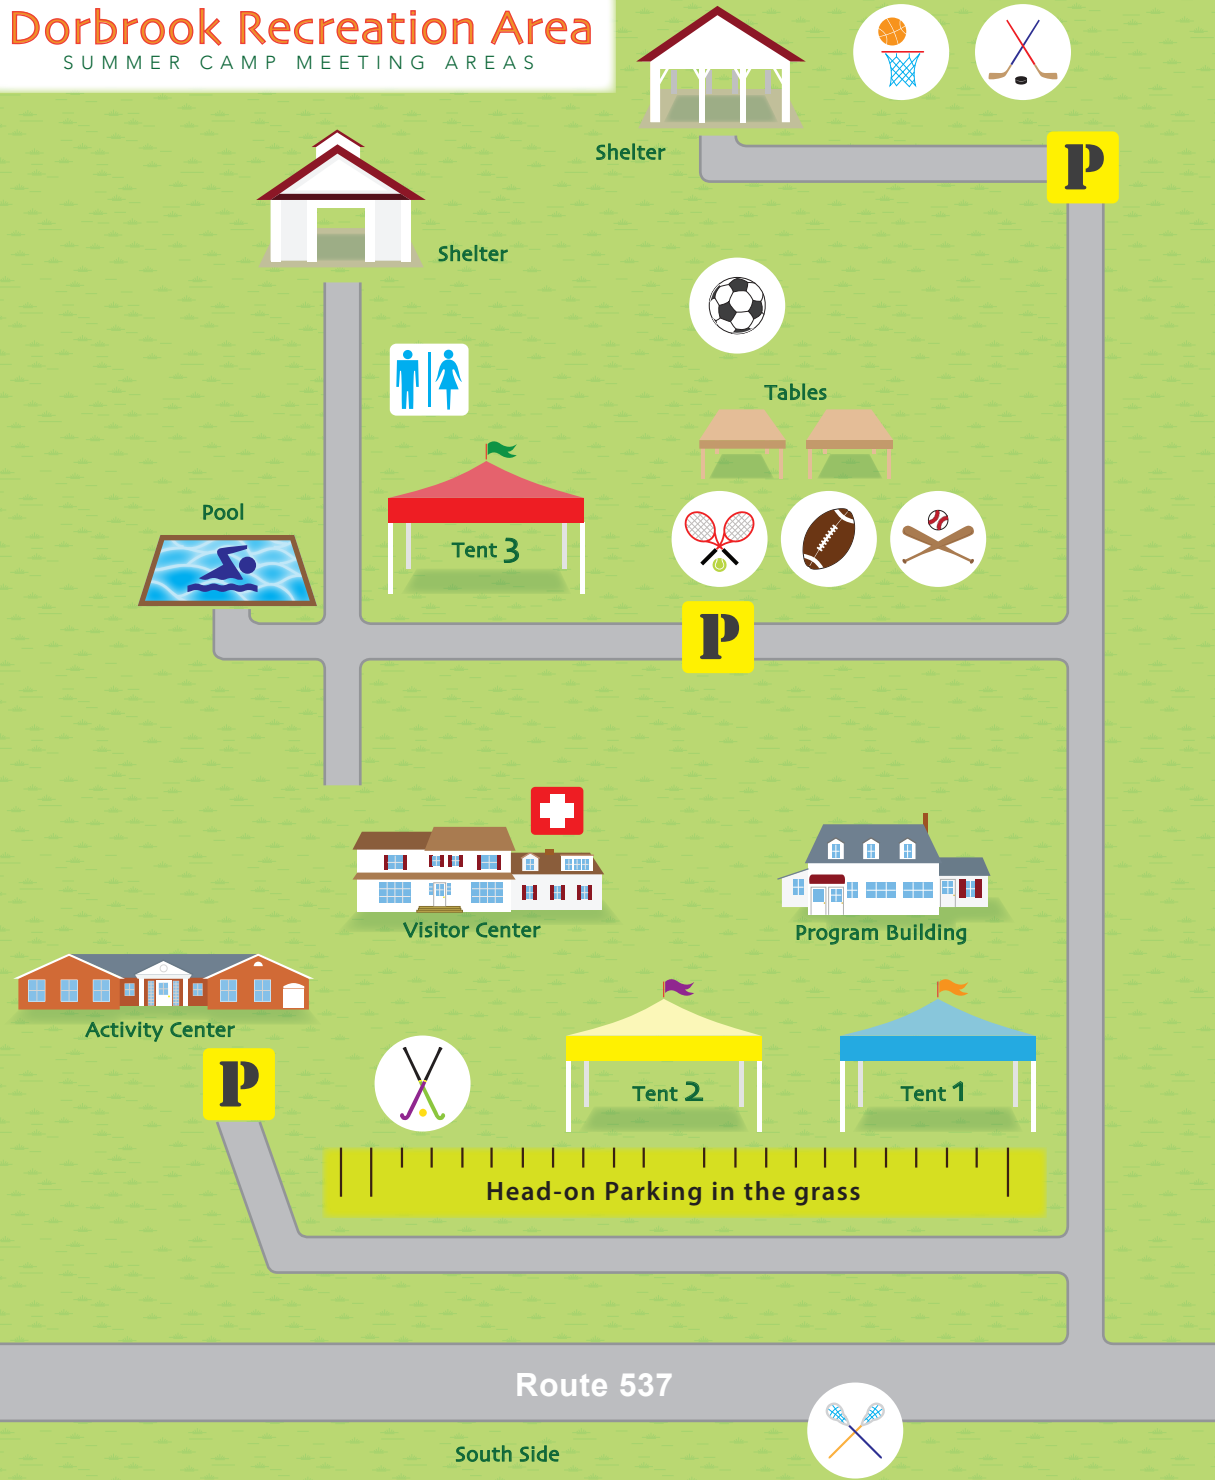 Dorbrook Recreation Area
SUMMER CAMP MEETING AREAS
Shelter
P
Shelter
Tables
Pool
Tent 3
P
Visitor Center
Program Building
Activity Center
P
Tent 2
Tent 1
Head-on Parking in the grass
Route 537
South Side